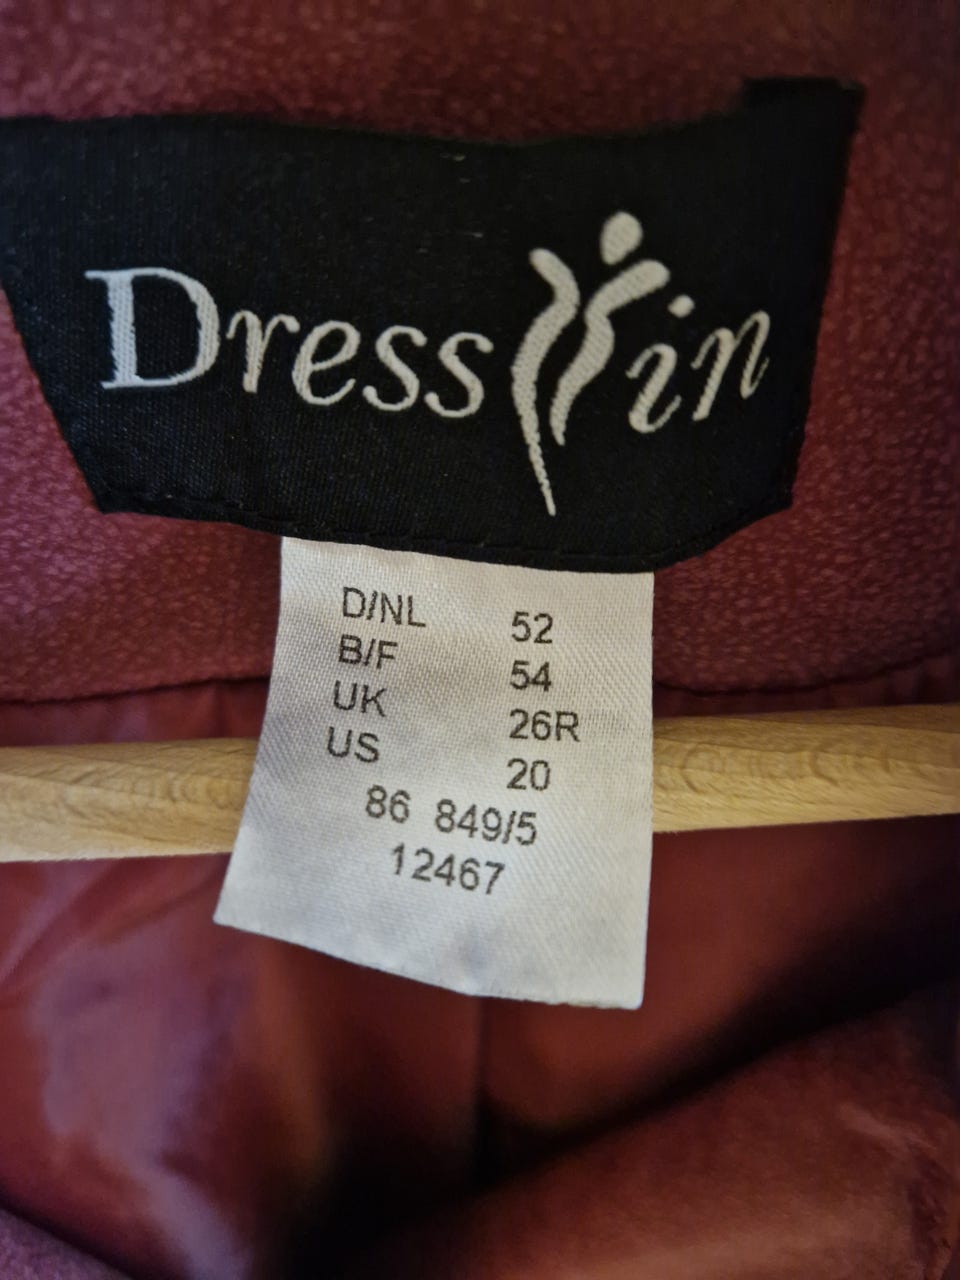 Dress in
D/NL 52
B/F 54
UK 26R
US 20
86 849/5
12467